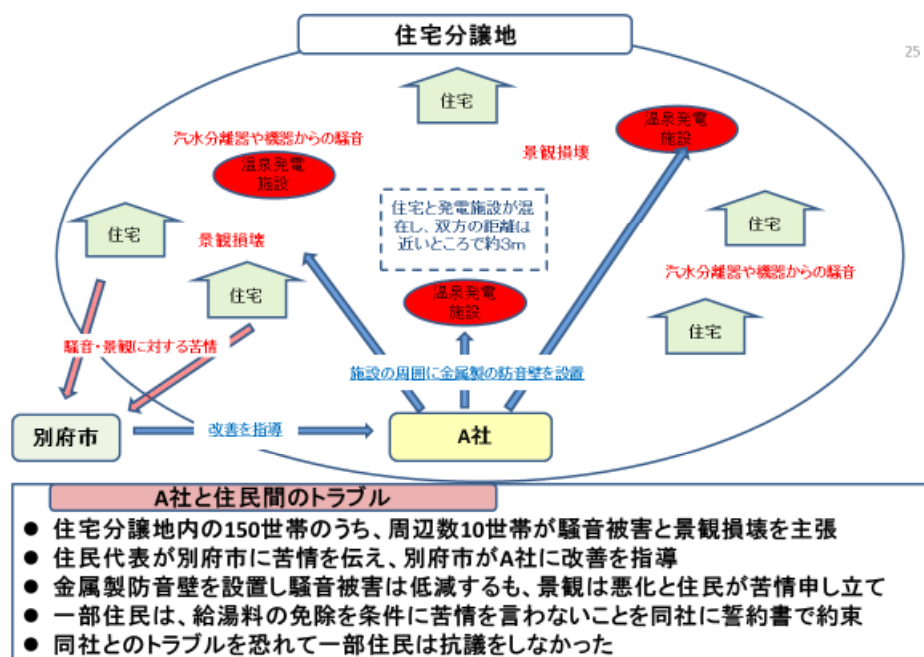 住宅分譲地
25
住宅
温泉発電
施設
汽水分離器や機器からの騒音
景観損壊
温泉発電
施設
住宅と発電施設が混
在し、双方の距離は
近いところで約3m
住宅
住宅
景観損壊
住宅
汽水分離器や機器からの騒音
温泉発電
施設
住宅
騒音・景観に対する苦情
施設の周囲に金属製の防音壁を設置
別府市
改善を指導
A社
A社と住民間のトラブル
● 住宅分譲地内の150世帯のうち、周辺数10世帯が騒音被害と景観損壊を主張
● 住民代表が別府市に苦情を伝え、別府市がA社に改善を指導
● 金属製防音壁を設置し騒音被害は低減するも、景観は悪化と住民が苦情申し立て
● 一部住民は、給湯料の免除を条件に苦情を言わないことを同社に誓約書で約束
● 同社とのトラブルを恐れて一部住民は抗議をしなかった